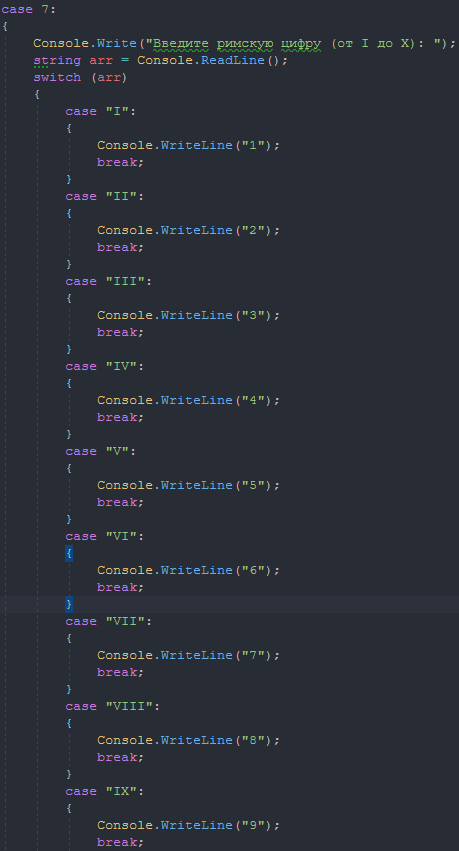 case 7:
{
Console.Write("Введите римскую цифру (от I до X): ");
string arr = Console.ReadLine();
switch (arr)
{
case "I":
{
Console.WriteLine("1");
break;
}
case "II":
{
Console.WriteLine("2");
break;
}
case "III":
{
Console.WriteLine("3");
break;
}
case "IV":
{
Console.WriteLine("4");
break;
}
case "V":
{
Console.WriteLine("5");
break;
}
case "VI":
{
Console.WriteLine("6");
break;
}
case "VII":
{
Console.WriteLine("7");
break;
}
case "VIII":
{
Console.WriteLine("8");
break;
}
case "IX":
{
Console.WriteLine("9");
break;